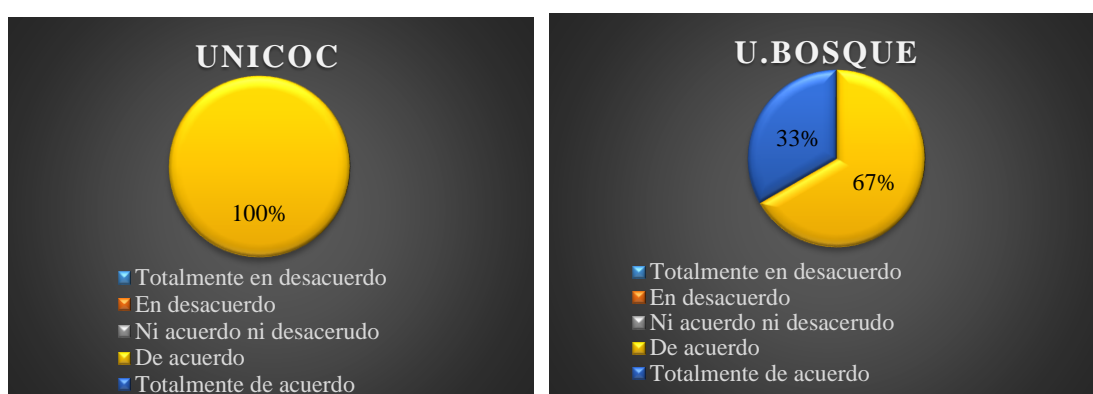 UNICOC
100%
Totalmente en desacuerdo
En desacuerdo
Ni acuerdo ni desacerudo
De acuerdo
Totalmente de acuerdo
U.BOSQUE
33%
67%
Totalmente en desacuerdo
En desacuerdo
Ni acuerdo ni desacerudo
De acuerdo
Totalmente de acuerdo